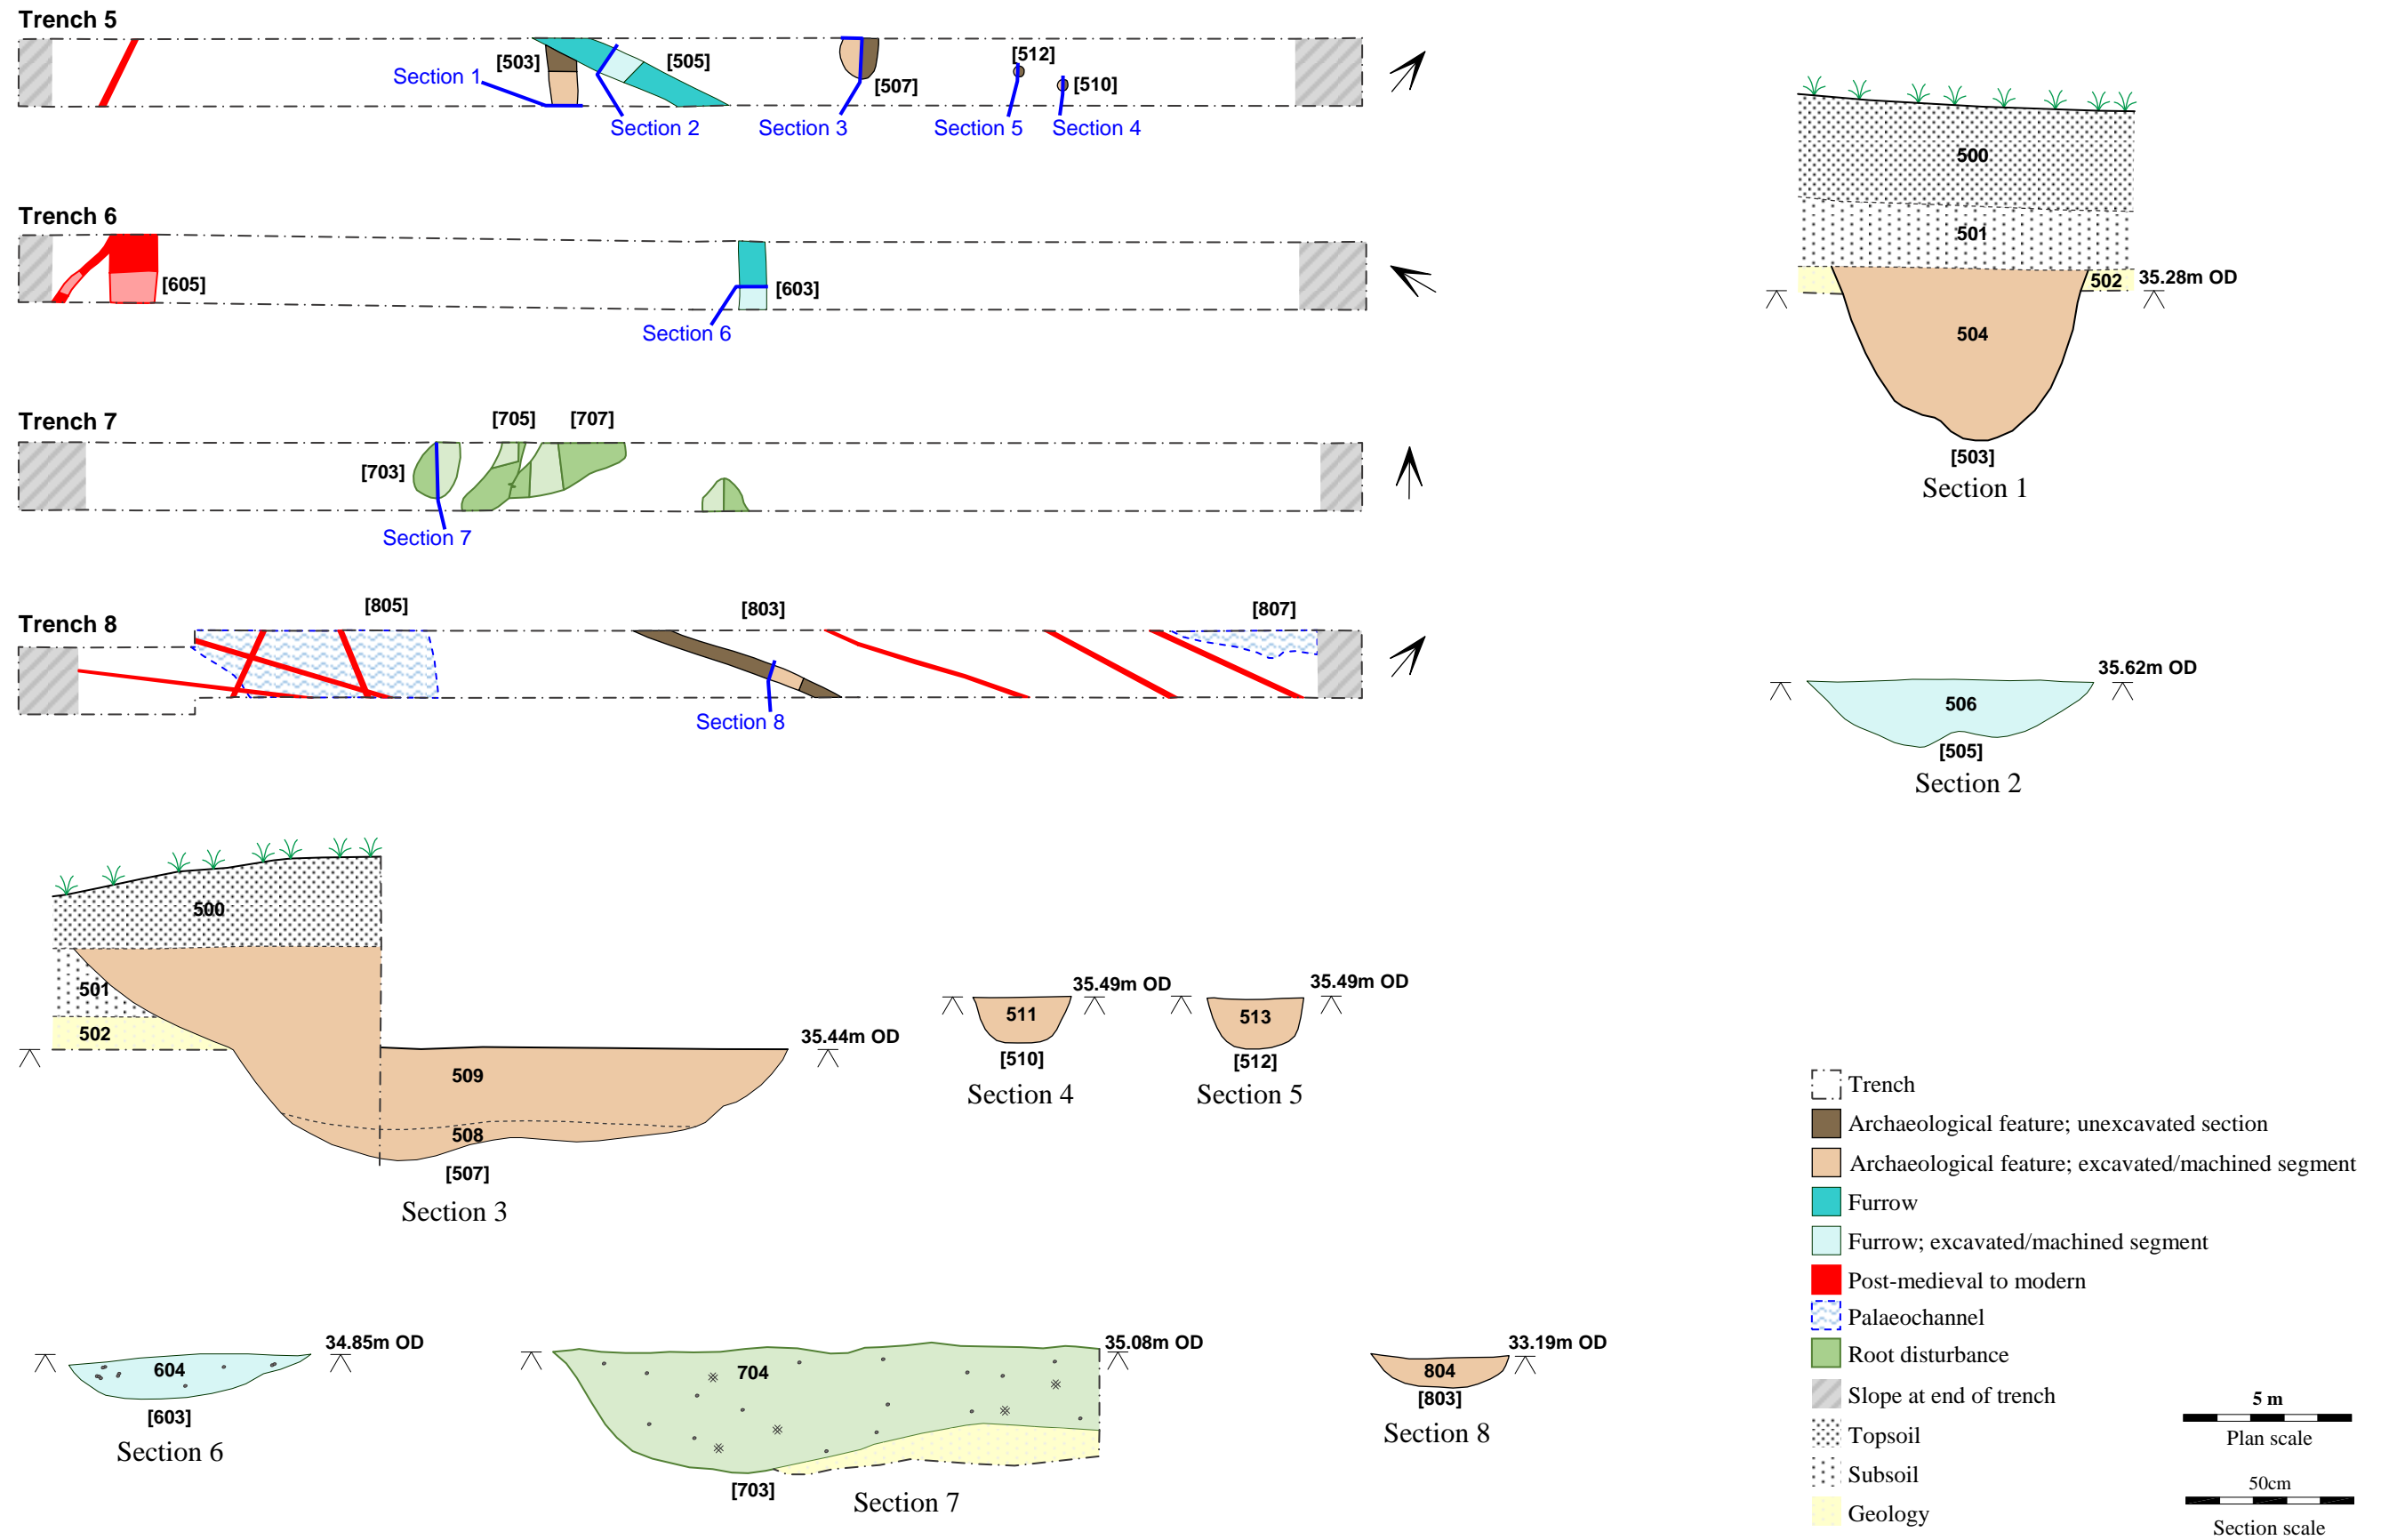 Trench 5
[503]
[505]
[507]
[512]
[510]
Section 1
Section 2
Section 3
Section 5
Section 4
Trench 6
[605]
[603]
Section 6
Trench 7
[705]
[707]
[703]
Section 7
Trench 8
[805]
[803]
[807]
Section 8
500
501
502
35.28m OD
504
[503]
Section 1
35.62m OD
506
[505]
Section 2
500
501
502
35.44m OD
509
508
[507]
Section 3
35.49m OD
511
[510]
Section 4
35.49m OD
513
[512]
Section 5
34.85m OD
604
[603]
Section 6
35.08m OD
704
[703]
Section 7
33.19m OD
804
[803]
Section 8
Trench
Archaeological feature; unexcavated section
Archaeological feature; excavated/machined segment
Furrow
Furrow; excavated/machined segment
Post-medieval to modern
Palaeochannel
Root disturbance
Slope at end of trench
Topsoil
Subsoil
Geology
5 m
Plan scale
50cm
Section scale